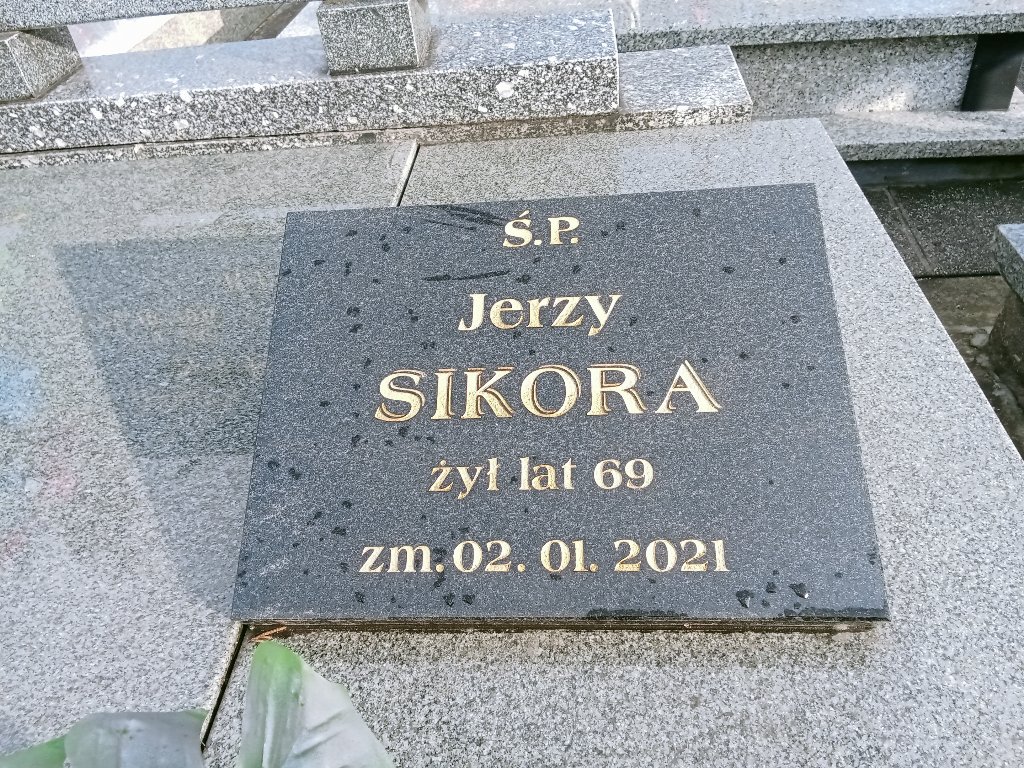 Ś.P.
Jerzy
SIKORA
żył lat 69
zm. 02. 01. 2021